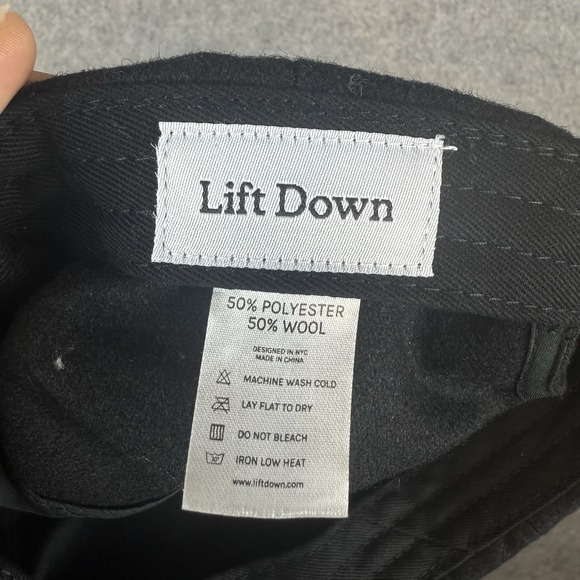 Lift Down
50% POLYESTER
50% WOOL
DESIGNED IN NYC
MADE IN CHINA
MACHINE WASH COLD
LAY FLAT TO DRY
DO NOT BLEACH
IRON LOW HEAT
www.liftdown.com